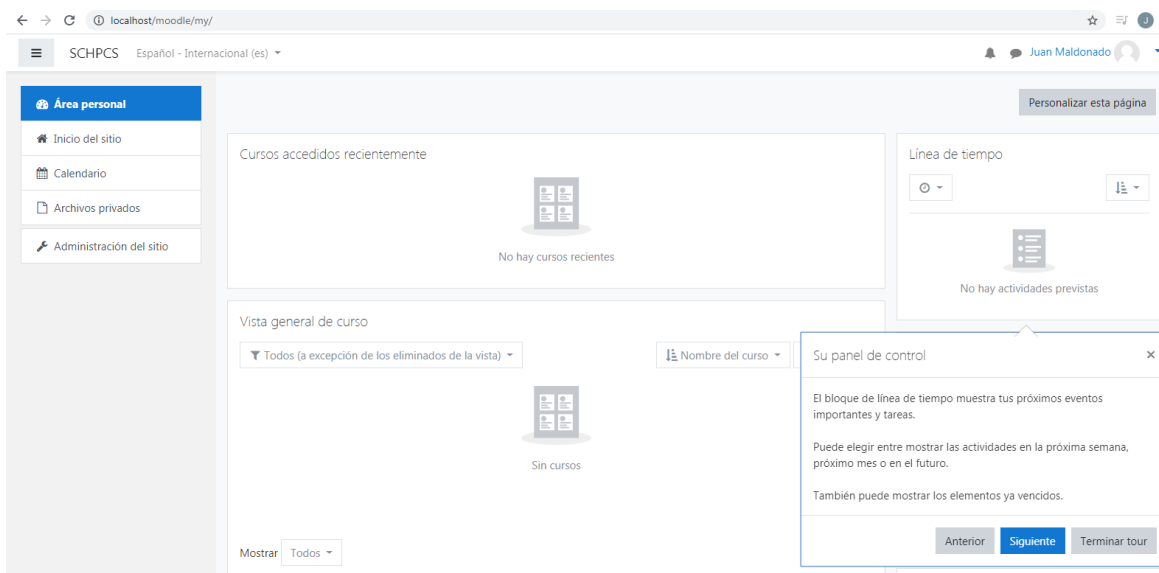 localhost/moodle/my/
J
SCHPCS Español - Internacional (es)
Juan Maldonado
Área personal
Inicio del sitio
Calendario
Archivos privados
Administración del sitio
Personalizar esta página
Cursos accedidos recientemente
No hay cursos recientes
Línea de tiempo
No hay actividades previstas
Vista general de curso
Todos (a excepción de los eliminados de la vista)
Nombre del curso
Sin cursos
Mostrar Todos
Su panel de control
El bloque de línea de tiempo muestra tus próximos eventos
importantes y tareas.
Puede elegir entre mostrar las actividades en la próxima semana,
próximo mes o en el futuro.
También puede mostrar los elementos ya vencidos.
Anterior Siguiente Terminar tour